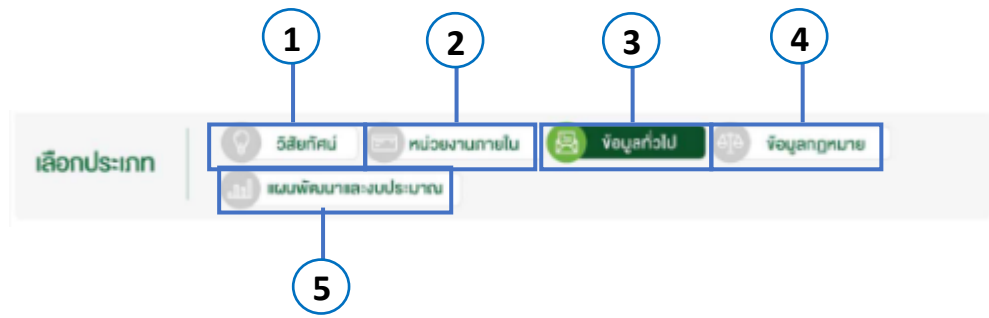 1 2 3 4
เลือกประเภท
วิสัยทัศน์ หน่วยงานภายใน ข้อมูลทั่วไป ข้อมูลกฎหมาย
แผนพัฒนาและงบประมาณ
5